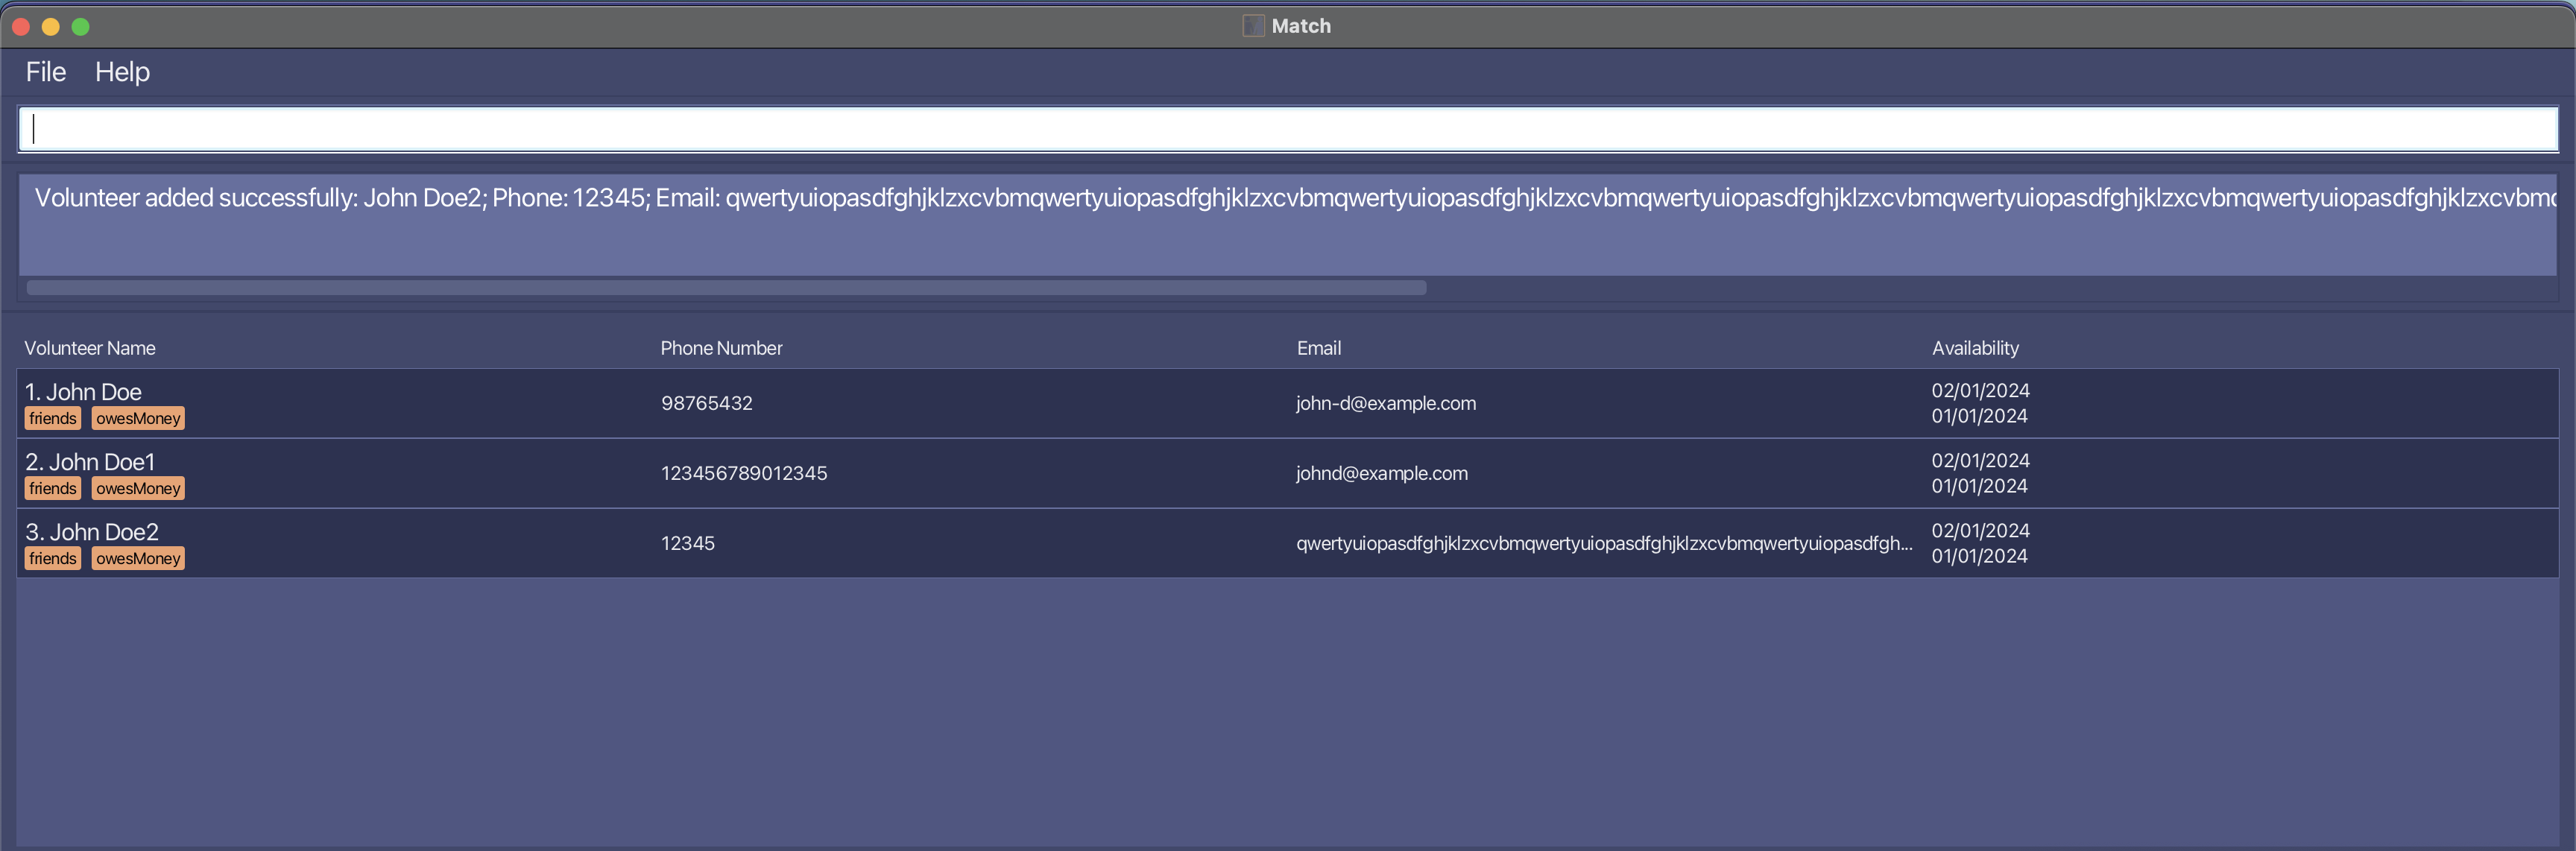 Match
File Help
Volunteer added successfully: John Doe2; Phone: 12345; Email: qwertyuiopasdfghjklzxcvbmqwertyuiopasdfghjklzxcvbmqwertyuiopasdfghjklzxcvbmqwertyuiopasdfghjklzxcvbmqwertyuiopasdfghjklzxcvbmqwertyuiopasdfghjklzxcvbm
Volunteer Name Phone Number Email Availability
1. John Doe
friends owesMoney
98765432
john-d@example.com
02/01/2024
01/01/2024
2. John Doe1
friends owesMoney
123456789012345
johnd@example.com
02/01/2024
01/01/2024
3. John Doe2
friends owesMoney
12345
qwertyuiopasdfghjklzxcvbmqwertyuiopasdfghjklzxcvbmqwertyuiopasdfgh...
02/01/2024
01/01/2024